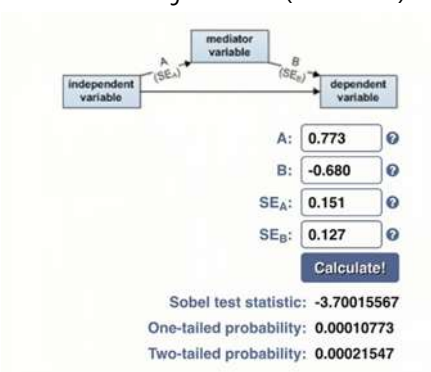 mediator
variable
A
(SEA)
B
(SEB)
independent
variable
dependent
variable
A: 0.773
B: -0.680
SEA: 0.151
SEB: 0.127
Calculate!
Sobel test statistic: -3.70015567
One-tailed probability: 0.00010773
Two-tailed probability: 0.00021547